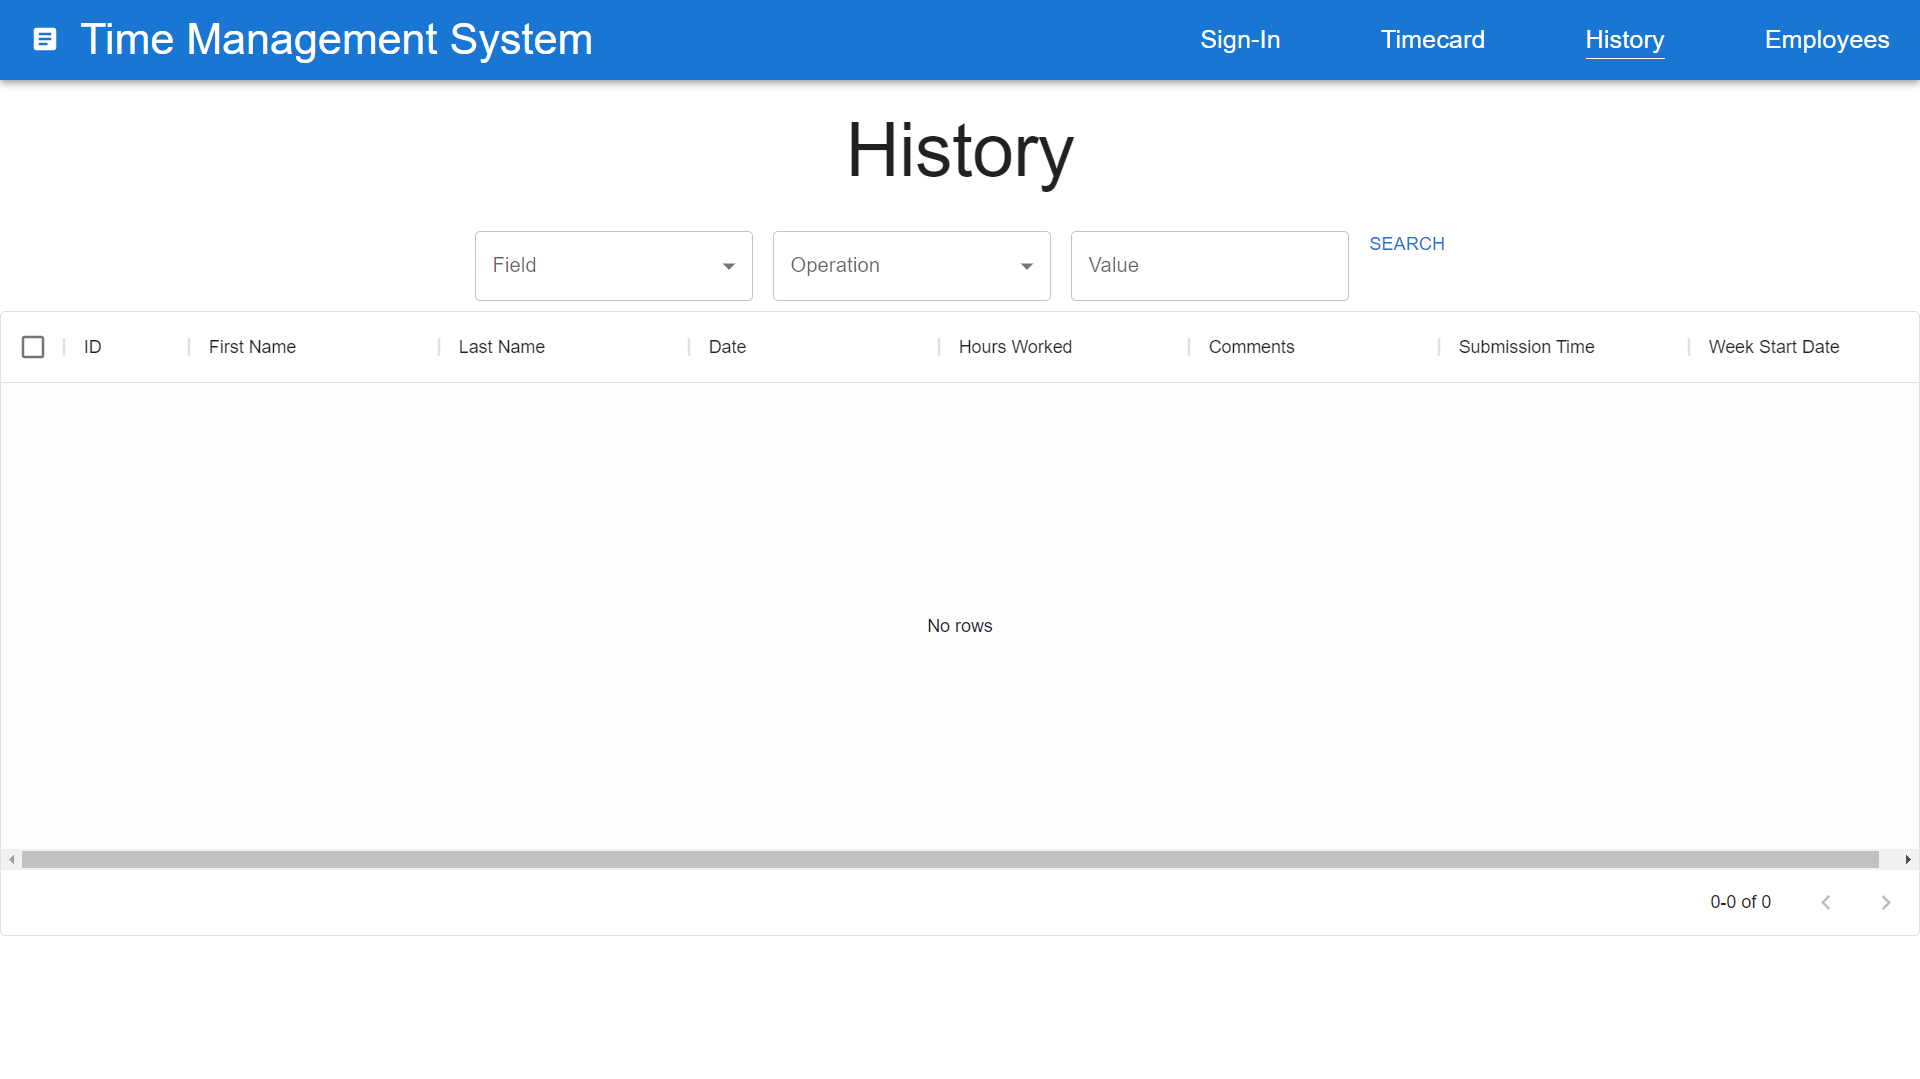 Time Management System
Sign-In Timecard History Employees
History
Field Operation Value SEARCH
ID First Name Last Name Date Hours Worked Comments Submission Time Week Start Date
No rows
0-0 of 0